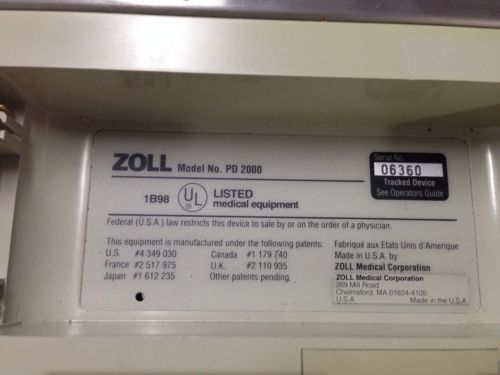 ZOLL Model No. PD 2000
Serial No.
06360
Tracked Device
See Operators Guide
1B98 UL LISTED
medical equipment
Federal (U.S.A.) law restricts this device to sale by or on the order of a physician.
This equipment is manufactured under the following patents:
U.S. #4 349 030 Canada #1 179 740
France #2 517 975 U.K. #2 110 935
Japan #1 612 235 Other patents pending.
Fabriqué aux Etats Unis d'Amerique
Made in U.S.A. by
ZOLL Medical Corporation
ZOLL Medical Corporation
269 Mill Road
Chelmsford, MA 01824-4105
U.S.A. Made in the U.S.A.